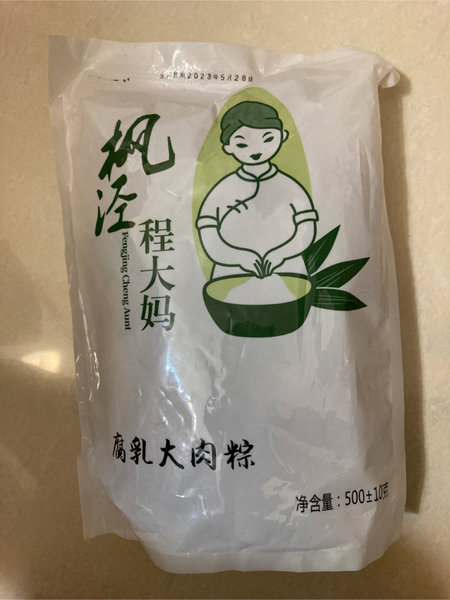 2023年5月28日
枫泾
程大妈
Fengjing Cheng Aunt
腐乳大肉粽
净含量：500±10克